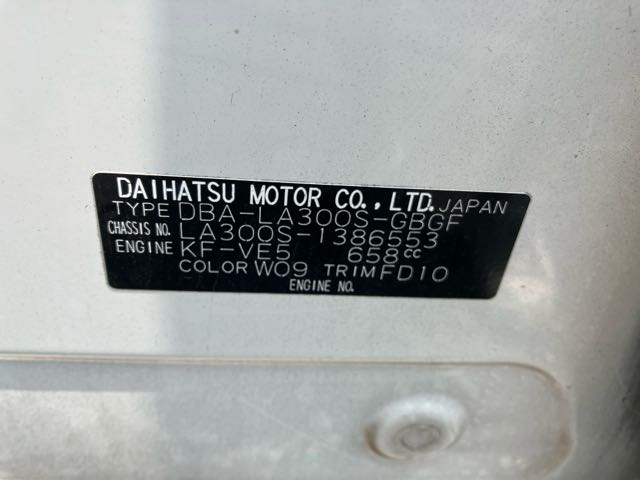 DAIHATSU MOTOR CO., LTD. JAPAN
TYPE DBA-LA300S-GBGF
CHASSIS NO. LA300S-1386553
ENGINE KF-VE5 658cc
COLOR W09 TRIM FD10
ENGINE NO.